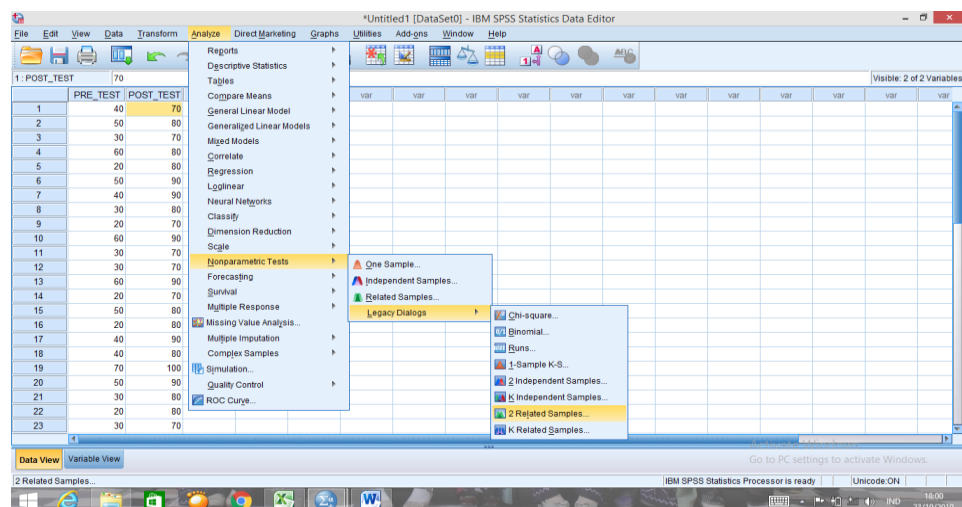 *Untitled1 [DataSet0] - IBM SPSS Statistics Data Editor
File Edit View Data Transform Analyze Direct Marketing Graphs Utilities Add-ons Window Help
1 : POST_TEST 70 Visible: 2 of 2 Variables
PRE_TEST POST_TEST var var var var var var var var var var var var
1 40 70
2 50 80
3 30 70
4 60 80
5 20 80
6 50 90
7 40 90
8 30 80
9 20 70
10 60 90
11 30 70
12 30 70
13 60 90
14 20 70
15 50 80
16 20 80
17 40 90
18 40 80
19 70 100
20 50 90
21 30 80
22 20 80
23 30 70
Reports
Descriptive Statistics
Tables
Compare Means
General Linear Model
Generalized Linear Models
Mixed Models
Correlate
Regression
Loglinear
Neural Networks
Classify
Dimension Reduction
Scale
Nonparametric Tests
Forecasting
Survival
Multiple Response
Missing Value Analysis...
Multiple Imputation
Complex Samples
Simulation...
Quality Control
ROC Curve...
One Sample...
Independent Samples...
Related Samples...
Legacy Dialogs
Chi-square...
Binomial...
Runs...
1-Sample K-S...
2 Independent Samples...
K Independent Samples...
2 Related Samples...
K Related Samples...
Data View Variable View
Go to PC settings to activate Windows.
2 Related Samples... IBM SPSS Statistics Processor is ready Unicode:ON
IND 16:00